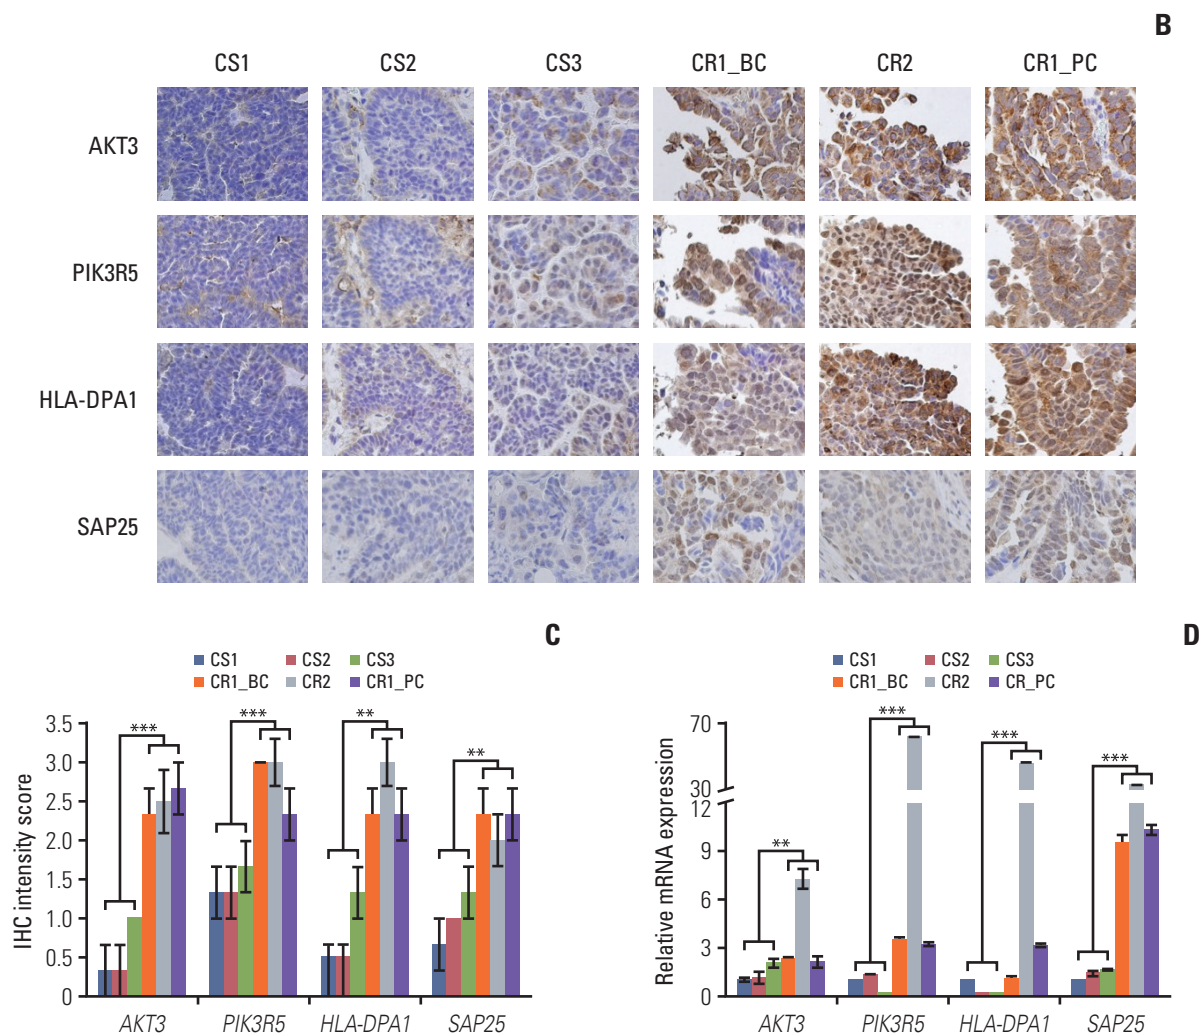 B
CS1 CS2 CS3 CR1_BC CR2 CR1_PC
AKT3
PIK3R5
HLA-DPA1
SAP25
C
CS1 CS2 CS3
CR1_BC CR2 CR1_PC
IHC intensity score
3.5
3.0
2.5
2.0
1.5
1.0
0.5
0
*** *** ** **
AKT3 PIK3R5 HLA-DPA1 SAP25
D
CS1 CS2 CS3
CR1_BC CR2 CR_PC
Relative mRNA expression
70
30
12
9
6
3
0
** *** *** ***
AKT3 PIK3R5 HLA-DPA1 SAP25